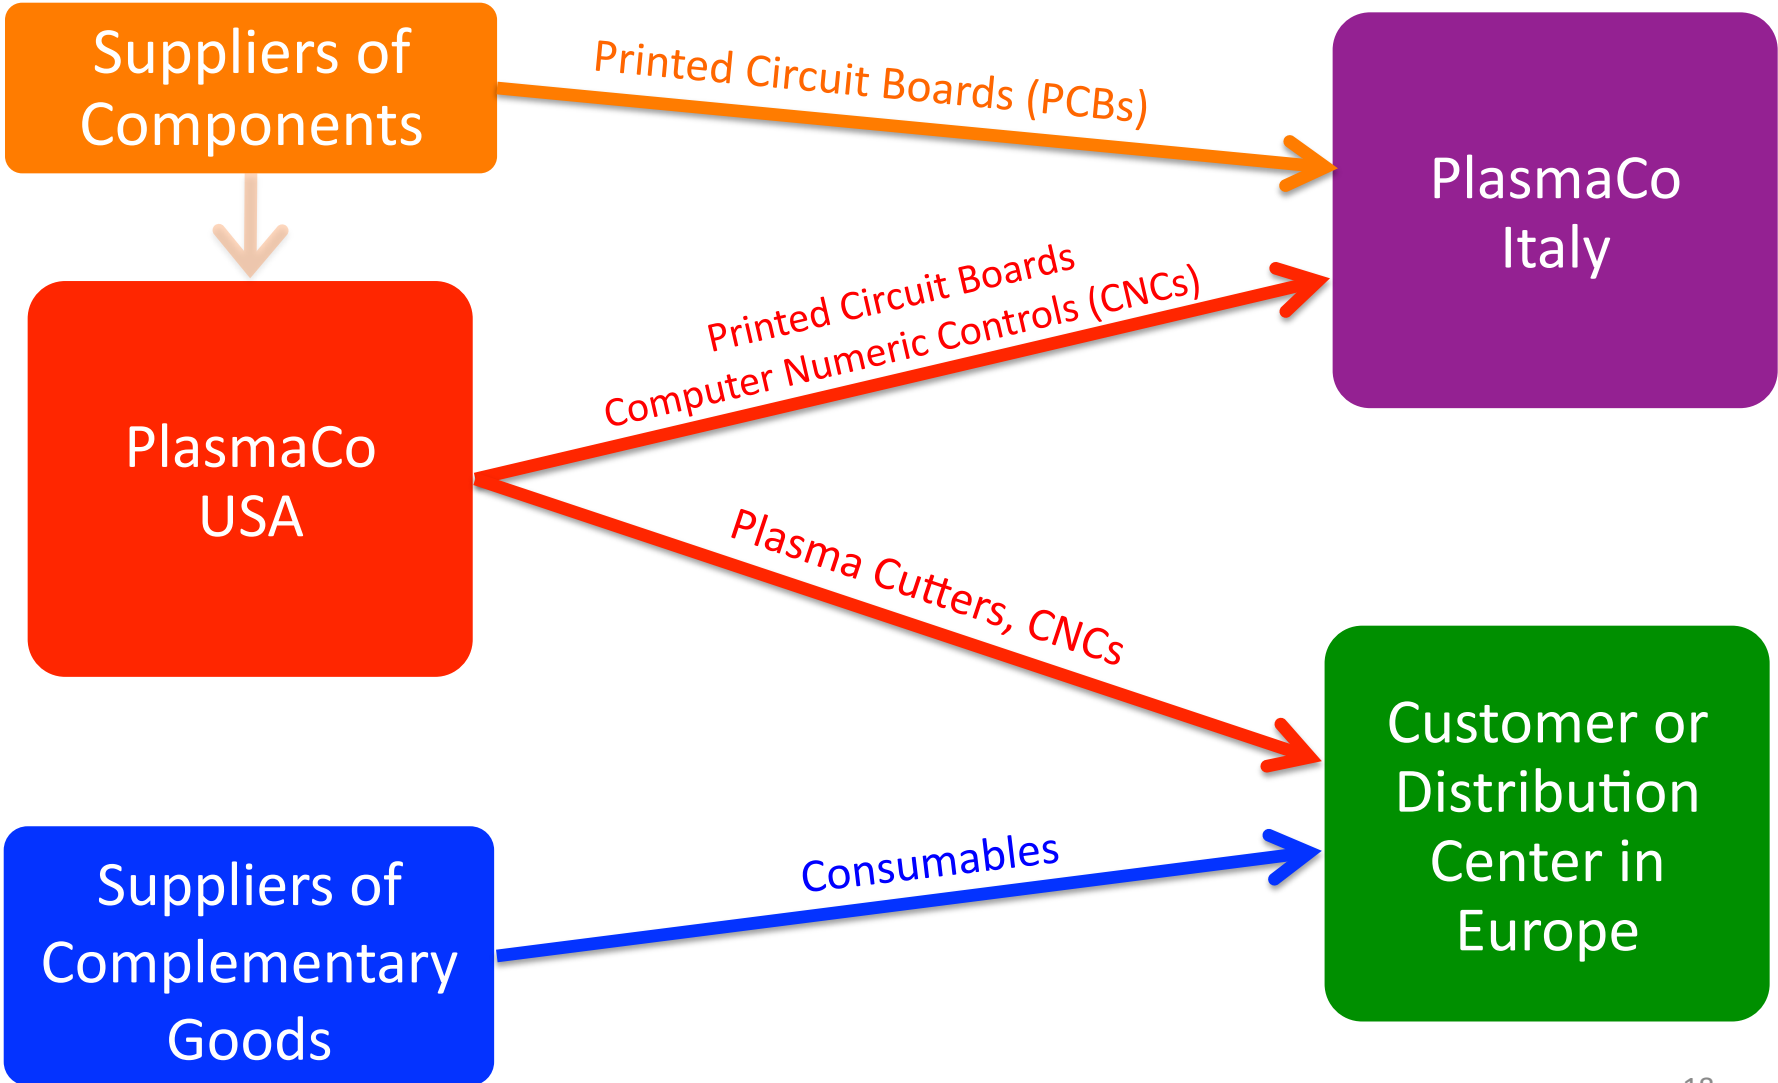 Suppliers of
Components
Printed Circuit Boards (PCBs)
PlasmaCo
Italy
Printed Circuit Boards
Computer Numeric Controls (CNCs)
PlasmaCo
USA
Plasma Cutters, CNCs
Customer or
Distribution
Center in
Europe
Consumables
Suppliers of
Complementary
Goods